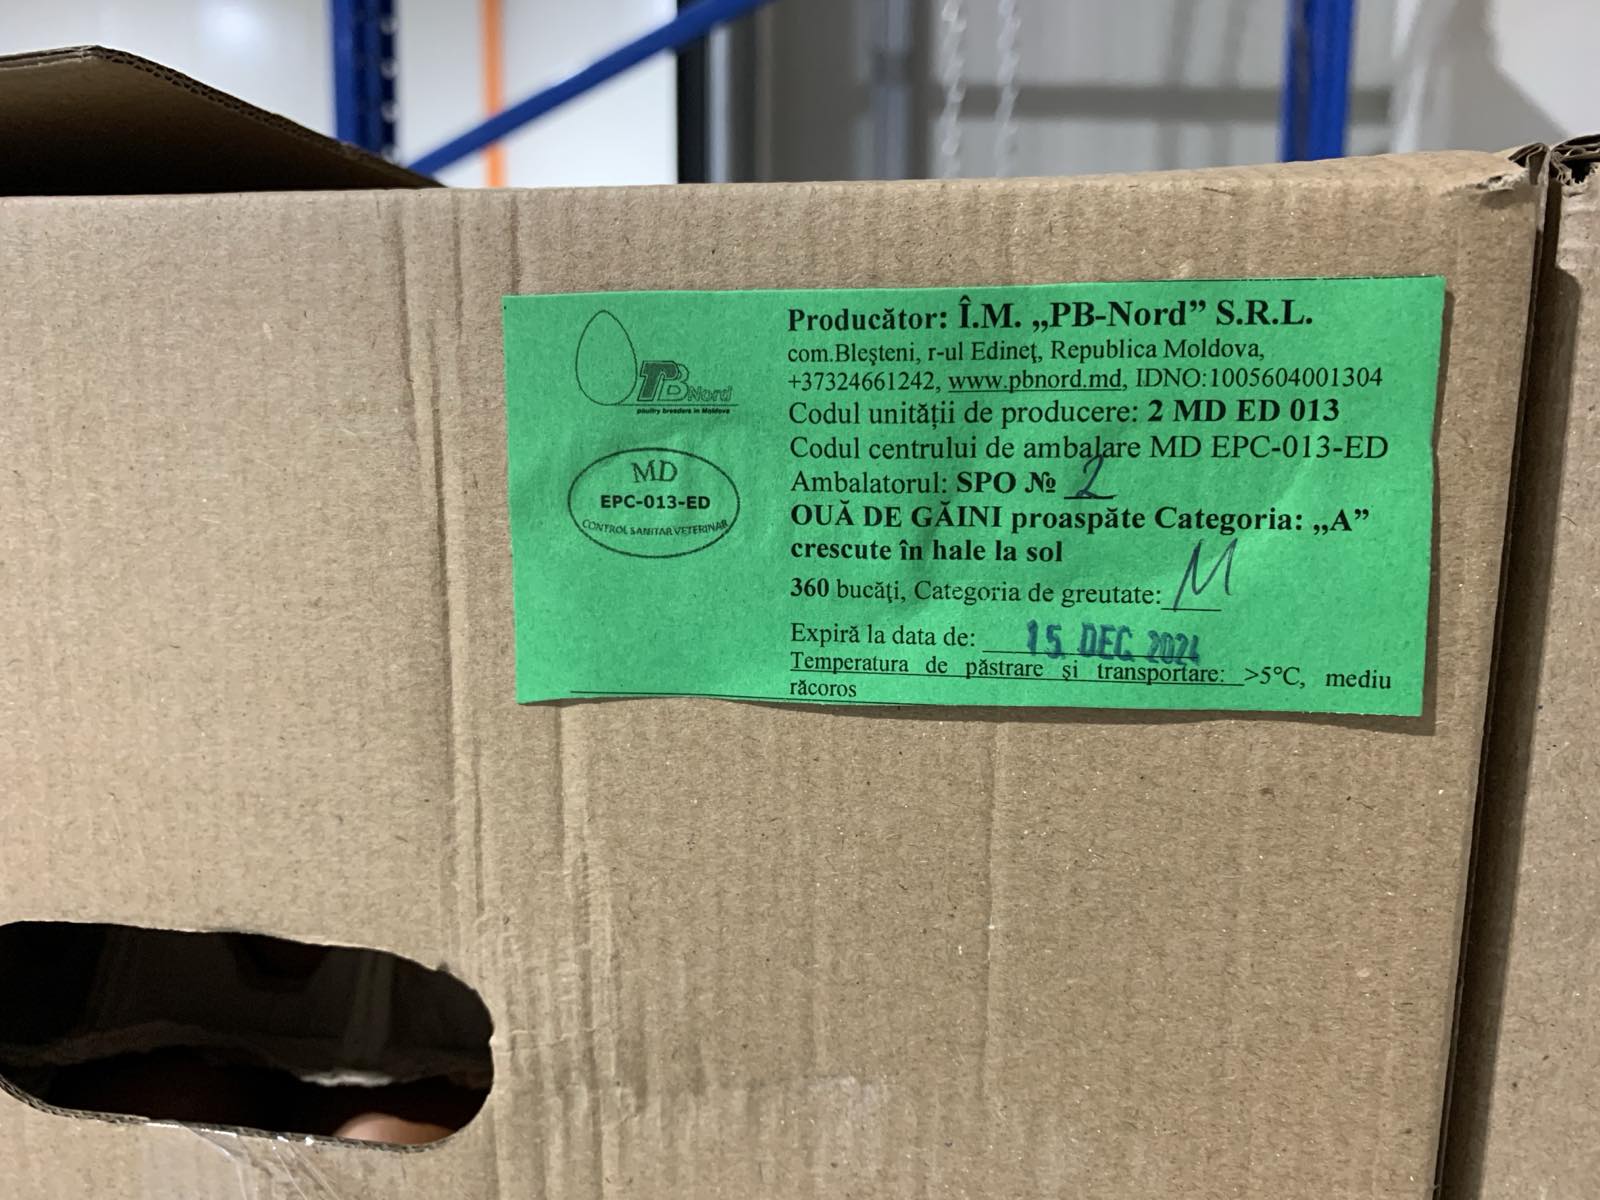 TPB Nord
poultry breeders in Moldova
MD
EPC-013-ED
CONTROL SANITAR VETERINAR
Producător: Î.M. „PB-Nord” S.R.L.
com.Bleşteni, r-ul Edineţ, Republica Moldova,
+37324661242, www.pbnord.md, IDNO:1005604001304
Codul unităţii de producere: 2 MD ED 013
Codul centrului de ambalare MD EPC-013-ED
Ambalatorul: SPO № 2
OUĂ DE GĂINI proaspăte Categoria: „A”
crescute în hale la sol
360 bucăţi, Categoria de greutate: M
Expiră la data de: 15 DEC 2024
Temperatura de păstrare şi transportare: >5°C, mediu
răcoros